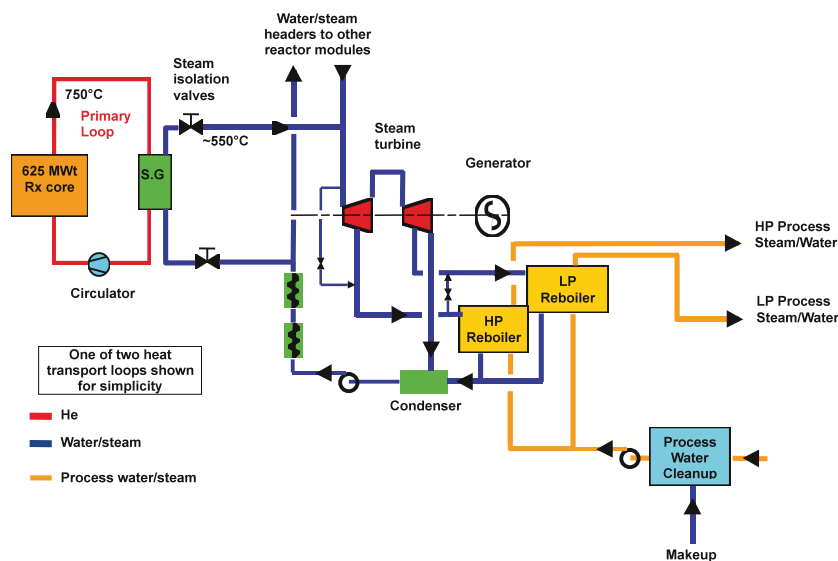 Water/steam
headers to other
reactor modules
Steam
isolation
valves
750°C
Primary
Loop
~550°C
Steam
turbine
Generator
625 MWt
Rx core
S.G
HP Process
Steam/Water
LP
Reboiler
LP Process
Steam/Water
Circulator
HP
Reboiler
One of two heat
transport loops shown
for simplicity
Condenser
He
Water/steam
Process water/steam
Process
Water
Cleanup
Makeup